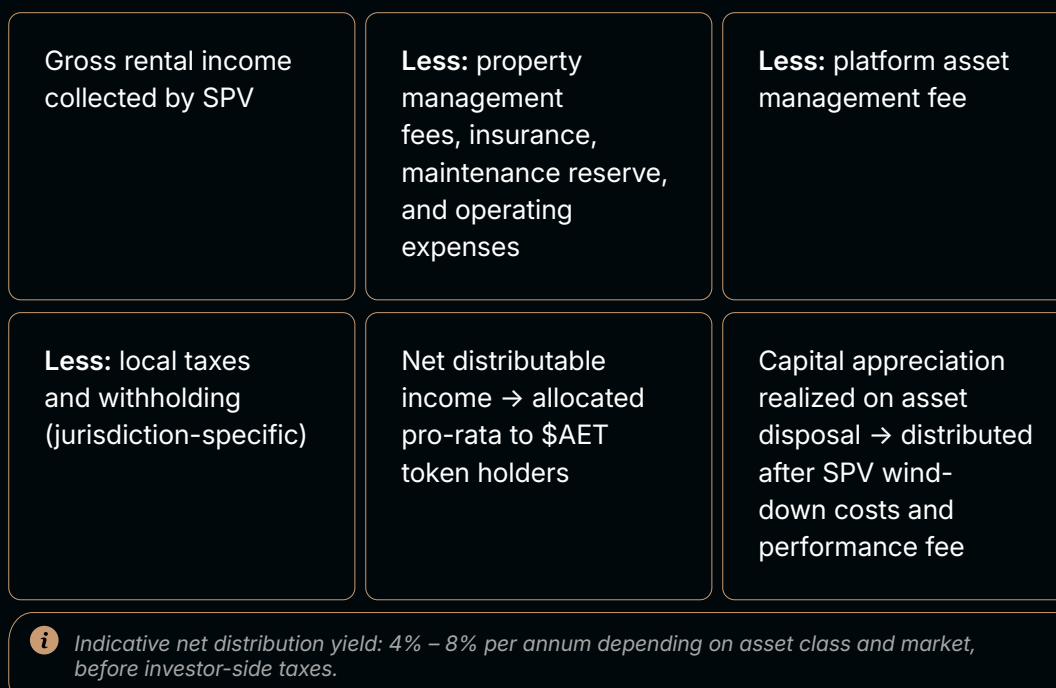 Gross rental income
collected by SPV
Less: property
management
fees, insurance,
maintenance reserve,
and operating
expenses
Less: platform asset
management fee
Less: local taxes
and withholding
(jurisdiction-specific)
Net distributable
income → allocated
pro-rata to $AET
token holders
Capital appreciation
realized on asset
disposal → distributed
after SPV wind-
down costs and
performance fee
i
Indicative net distribution yield: 4% – 8% per annum depending on asset class and market,
before investor-side taxes.